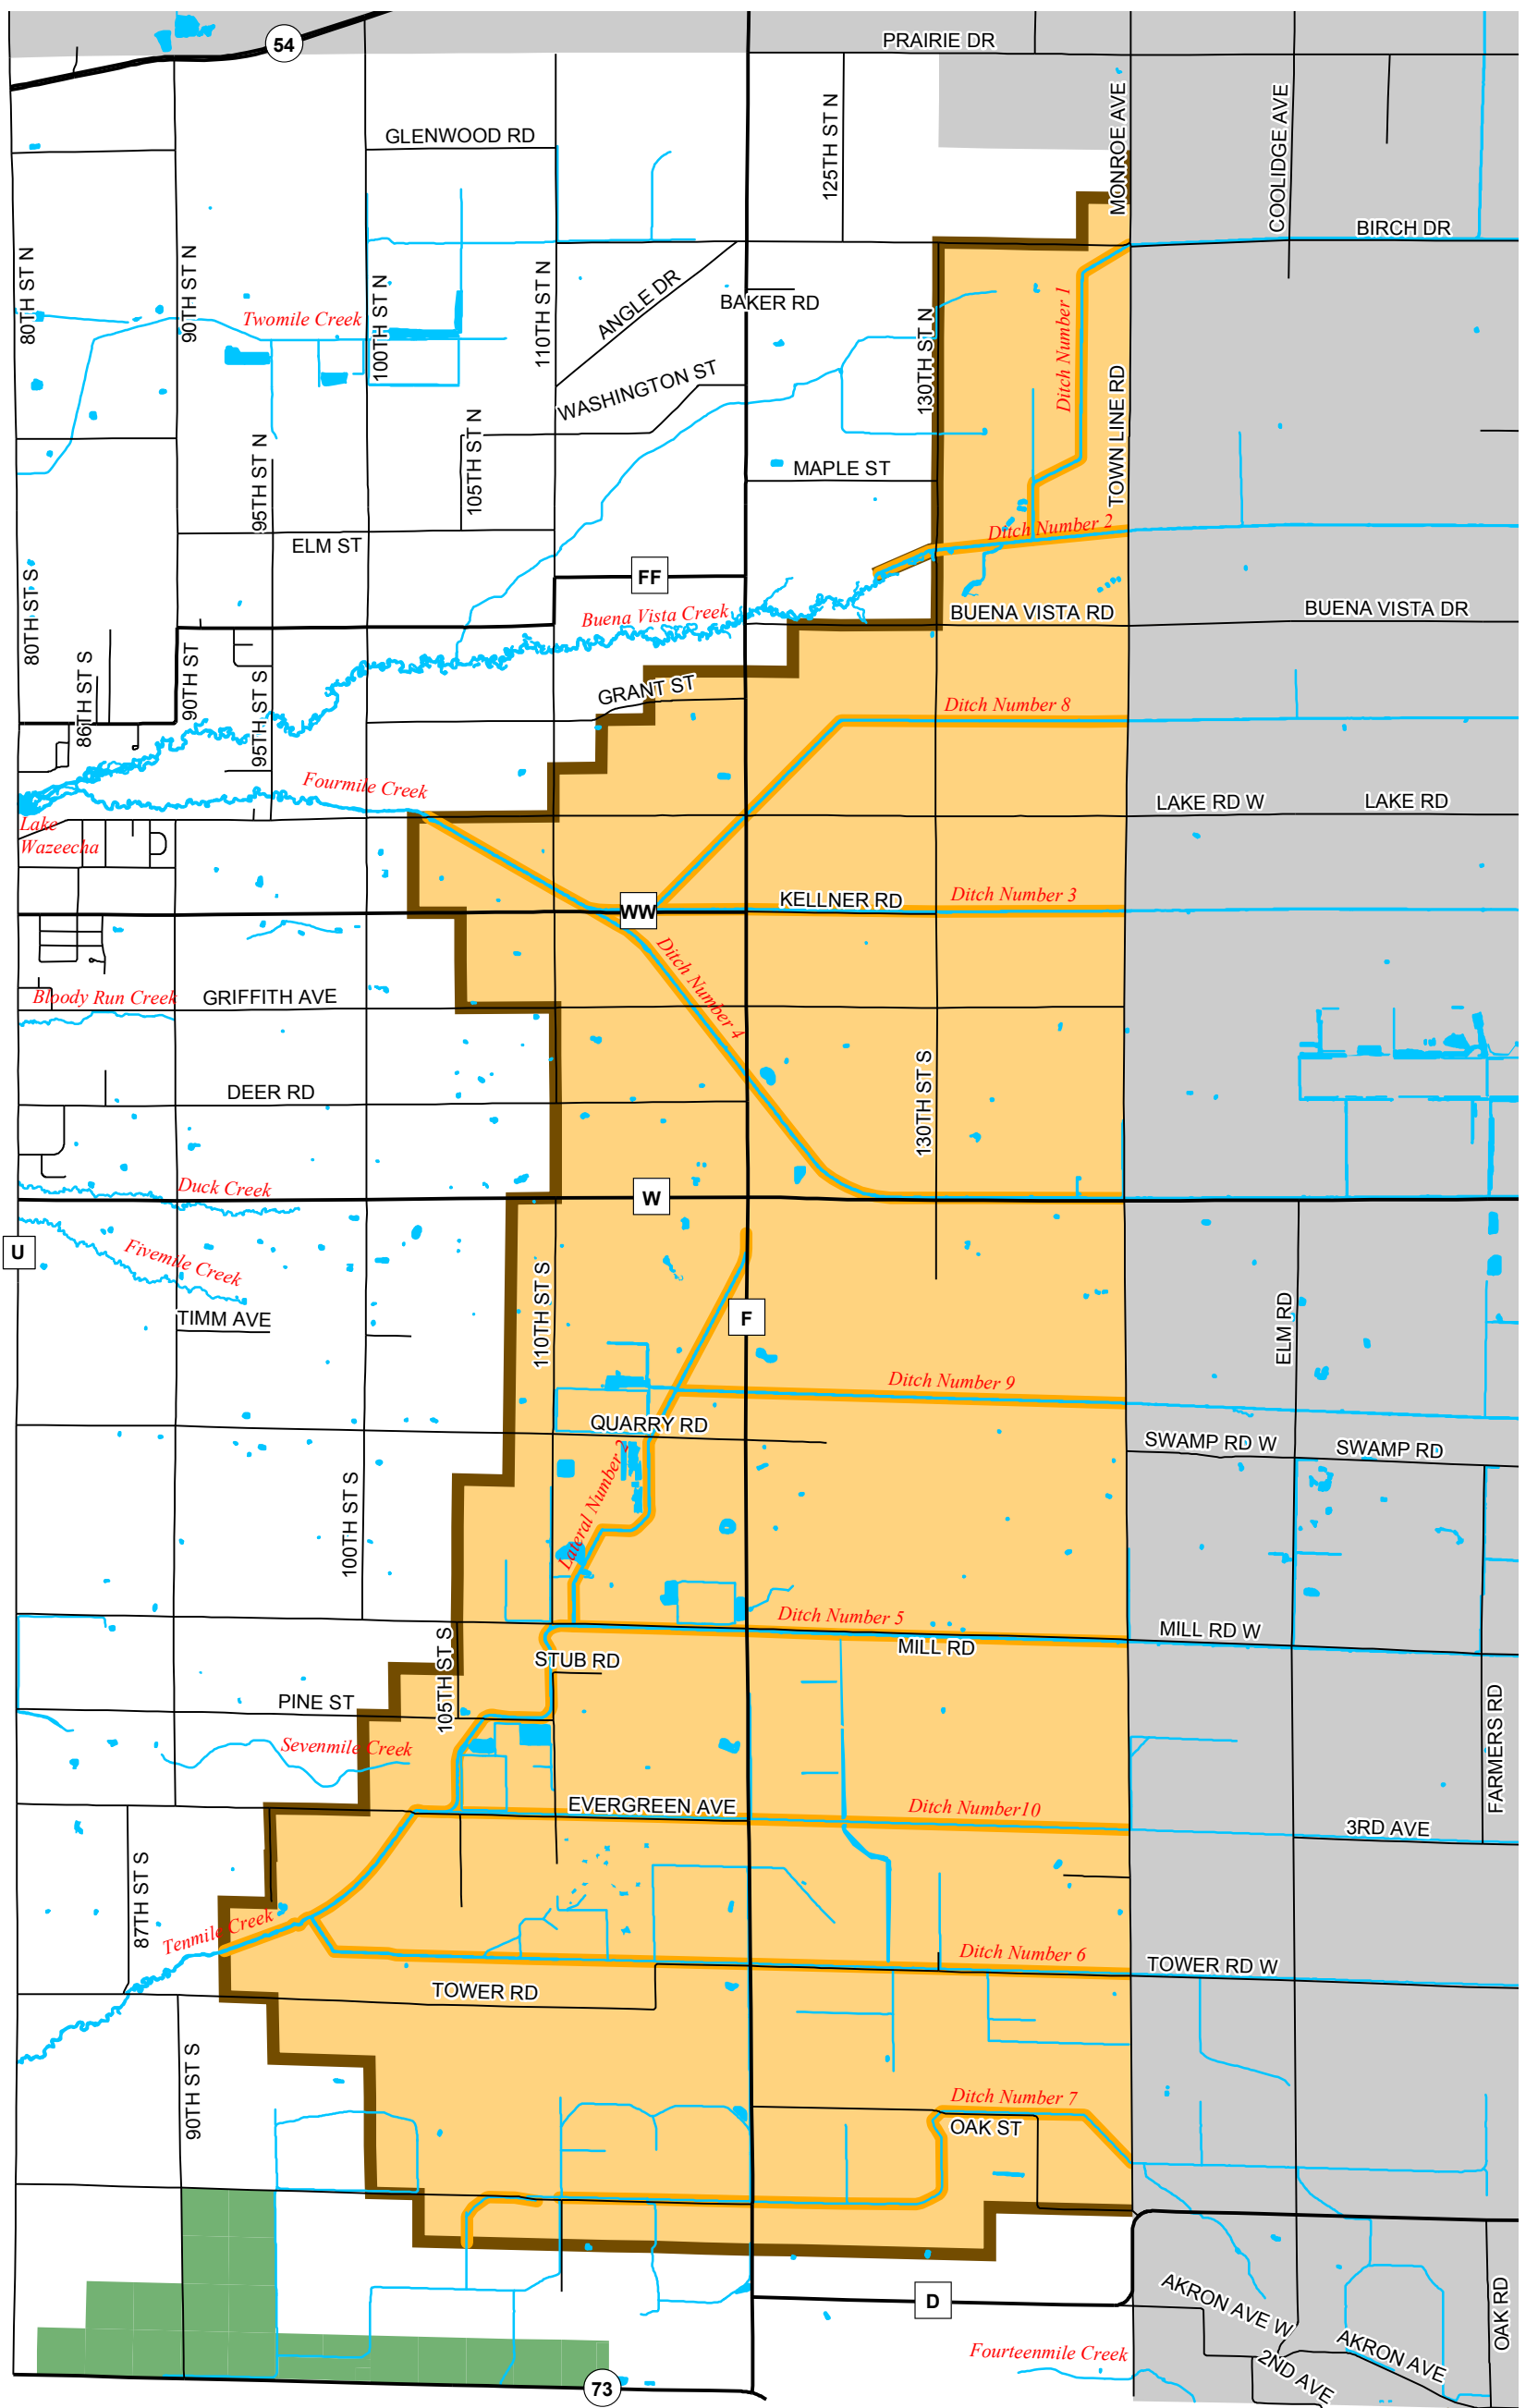 54
PRAIRIE DR
GLENWOOD RD
125TH ST N
MONROE AVE
COOLIDGE AVE
BIRCH DR
80TH ST N
90TH ST N
Twomile Creek
100TH ST N
110TH ST N
ANGLE DR
BAKER RD
130TH ST N
Ditch Number 1
TOWN LINE RD
WASHINGTON ST
95TH ST N
105TH ST N
MAPLE ST
Ditch Number 2
ELM ST
FF
80TH ST S
Buena Vista Creek
BUENA VISTA RD
BUENA VISTA DR
86TH ST S
90TH ST
95TH ST S
GRANT ST
Ditch Number 8
Fourmile Creek
LAKE RD W
LAKE RD
Lake
Wazeecha
WW
KELLNER RD
Ditch Number 3
Ditch Number 4
Bloody Run Creek
GRIFFITH AVE
DEER RD
130TH ST S
Duck Creek
W
U
Fivemile Creek
TIMM AVE
110TH ST S
F
ELM RD
Ditch Number 9
QUARRY RD
SWAMP RD W
SWAMP RD
Lateral Number 2
100TH ST S
Ditch Number 5
MILL RD
MILL RD W
STUB RD
105TH ST S
PINE ST
FARMERS RD
Sevenmile Creek
EVERGREEN AVE
Ditch Number10
3RD AVE
87TH ST S
Tenmile Creek
Ditch Number 6
TOWER RD W
TOWER RD
90TH ST S
Ditch Number 7
OAK ST
D
AKRON AVE W
AKRON AVE
2ND AVE
OAK RD
Fourteenmile Creek
73